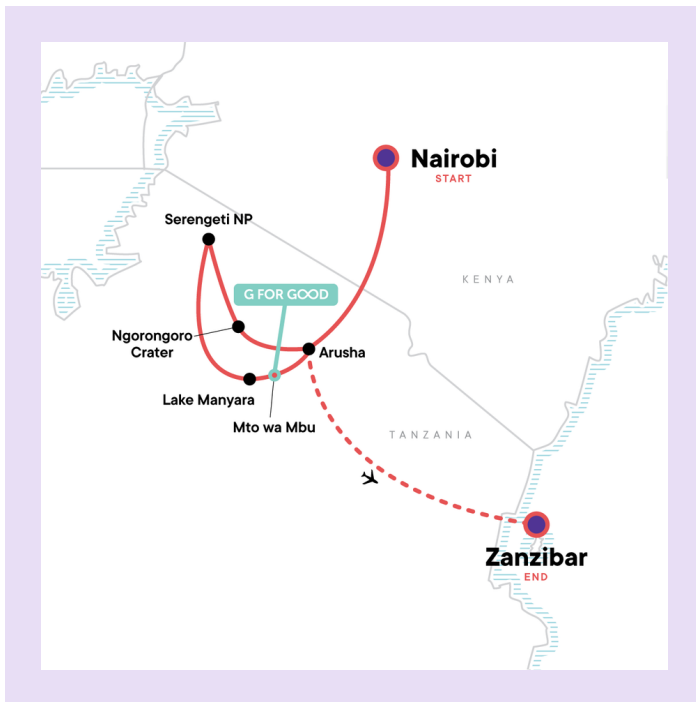 Nairobi
START
Serengeti NP
KENYA
G FOR GOOD
Ngorongoro
Crater
Arusha
Lake Manyara
Mto wa Mbu
TANZANIA
Zanzibar
END